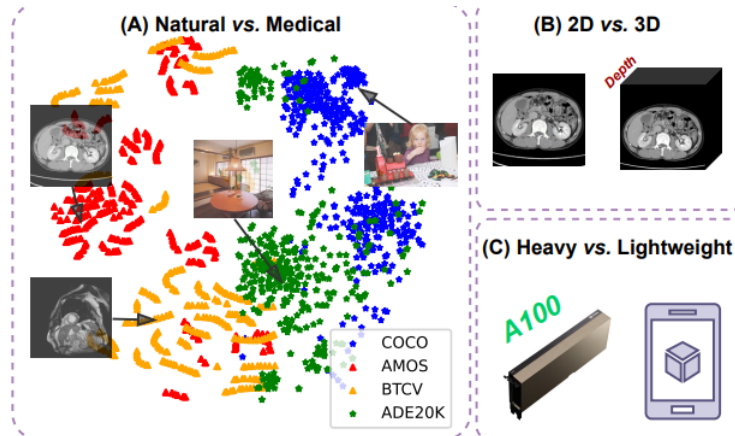 (A) Natural vs. Medical
COCO
AMOS
BTCV
ADE20K
(B) 2D vs. 3D
Depth
(C) Heavy vs. Lightweight
A100